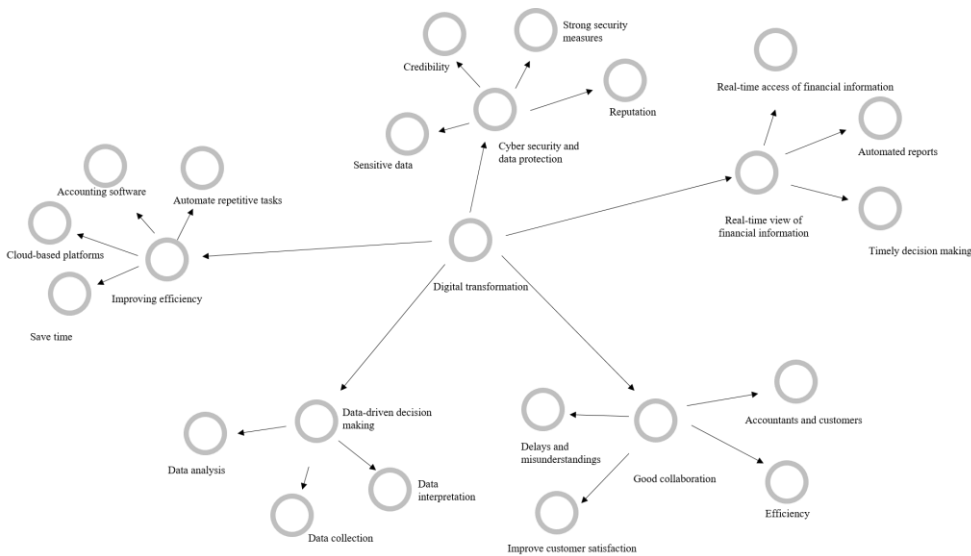 Strong security
measures
Credibility
Reputation
Sensitive data
Cyber security and
data protection
Real-time access of financial information
Automated reports
Real-time view of
financial information
Timely decision making
Accounting software
Automate repetitive tasks
Cloud-based platforms
Improving efficiency
Save time
Digital transformation
Data-driven decision
making
Data analysis
Data
interpretation
Data collection
Accountants and customers
Delays and
misunderstandings
Good collaboration
Efficiency
Improve customer satisfaction